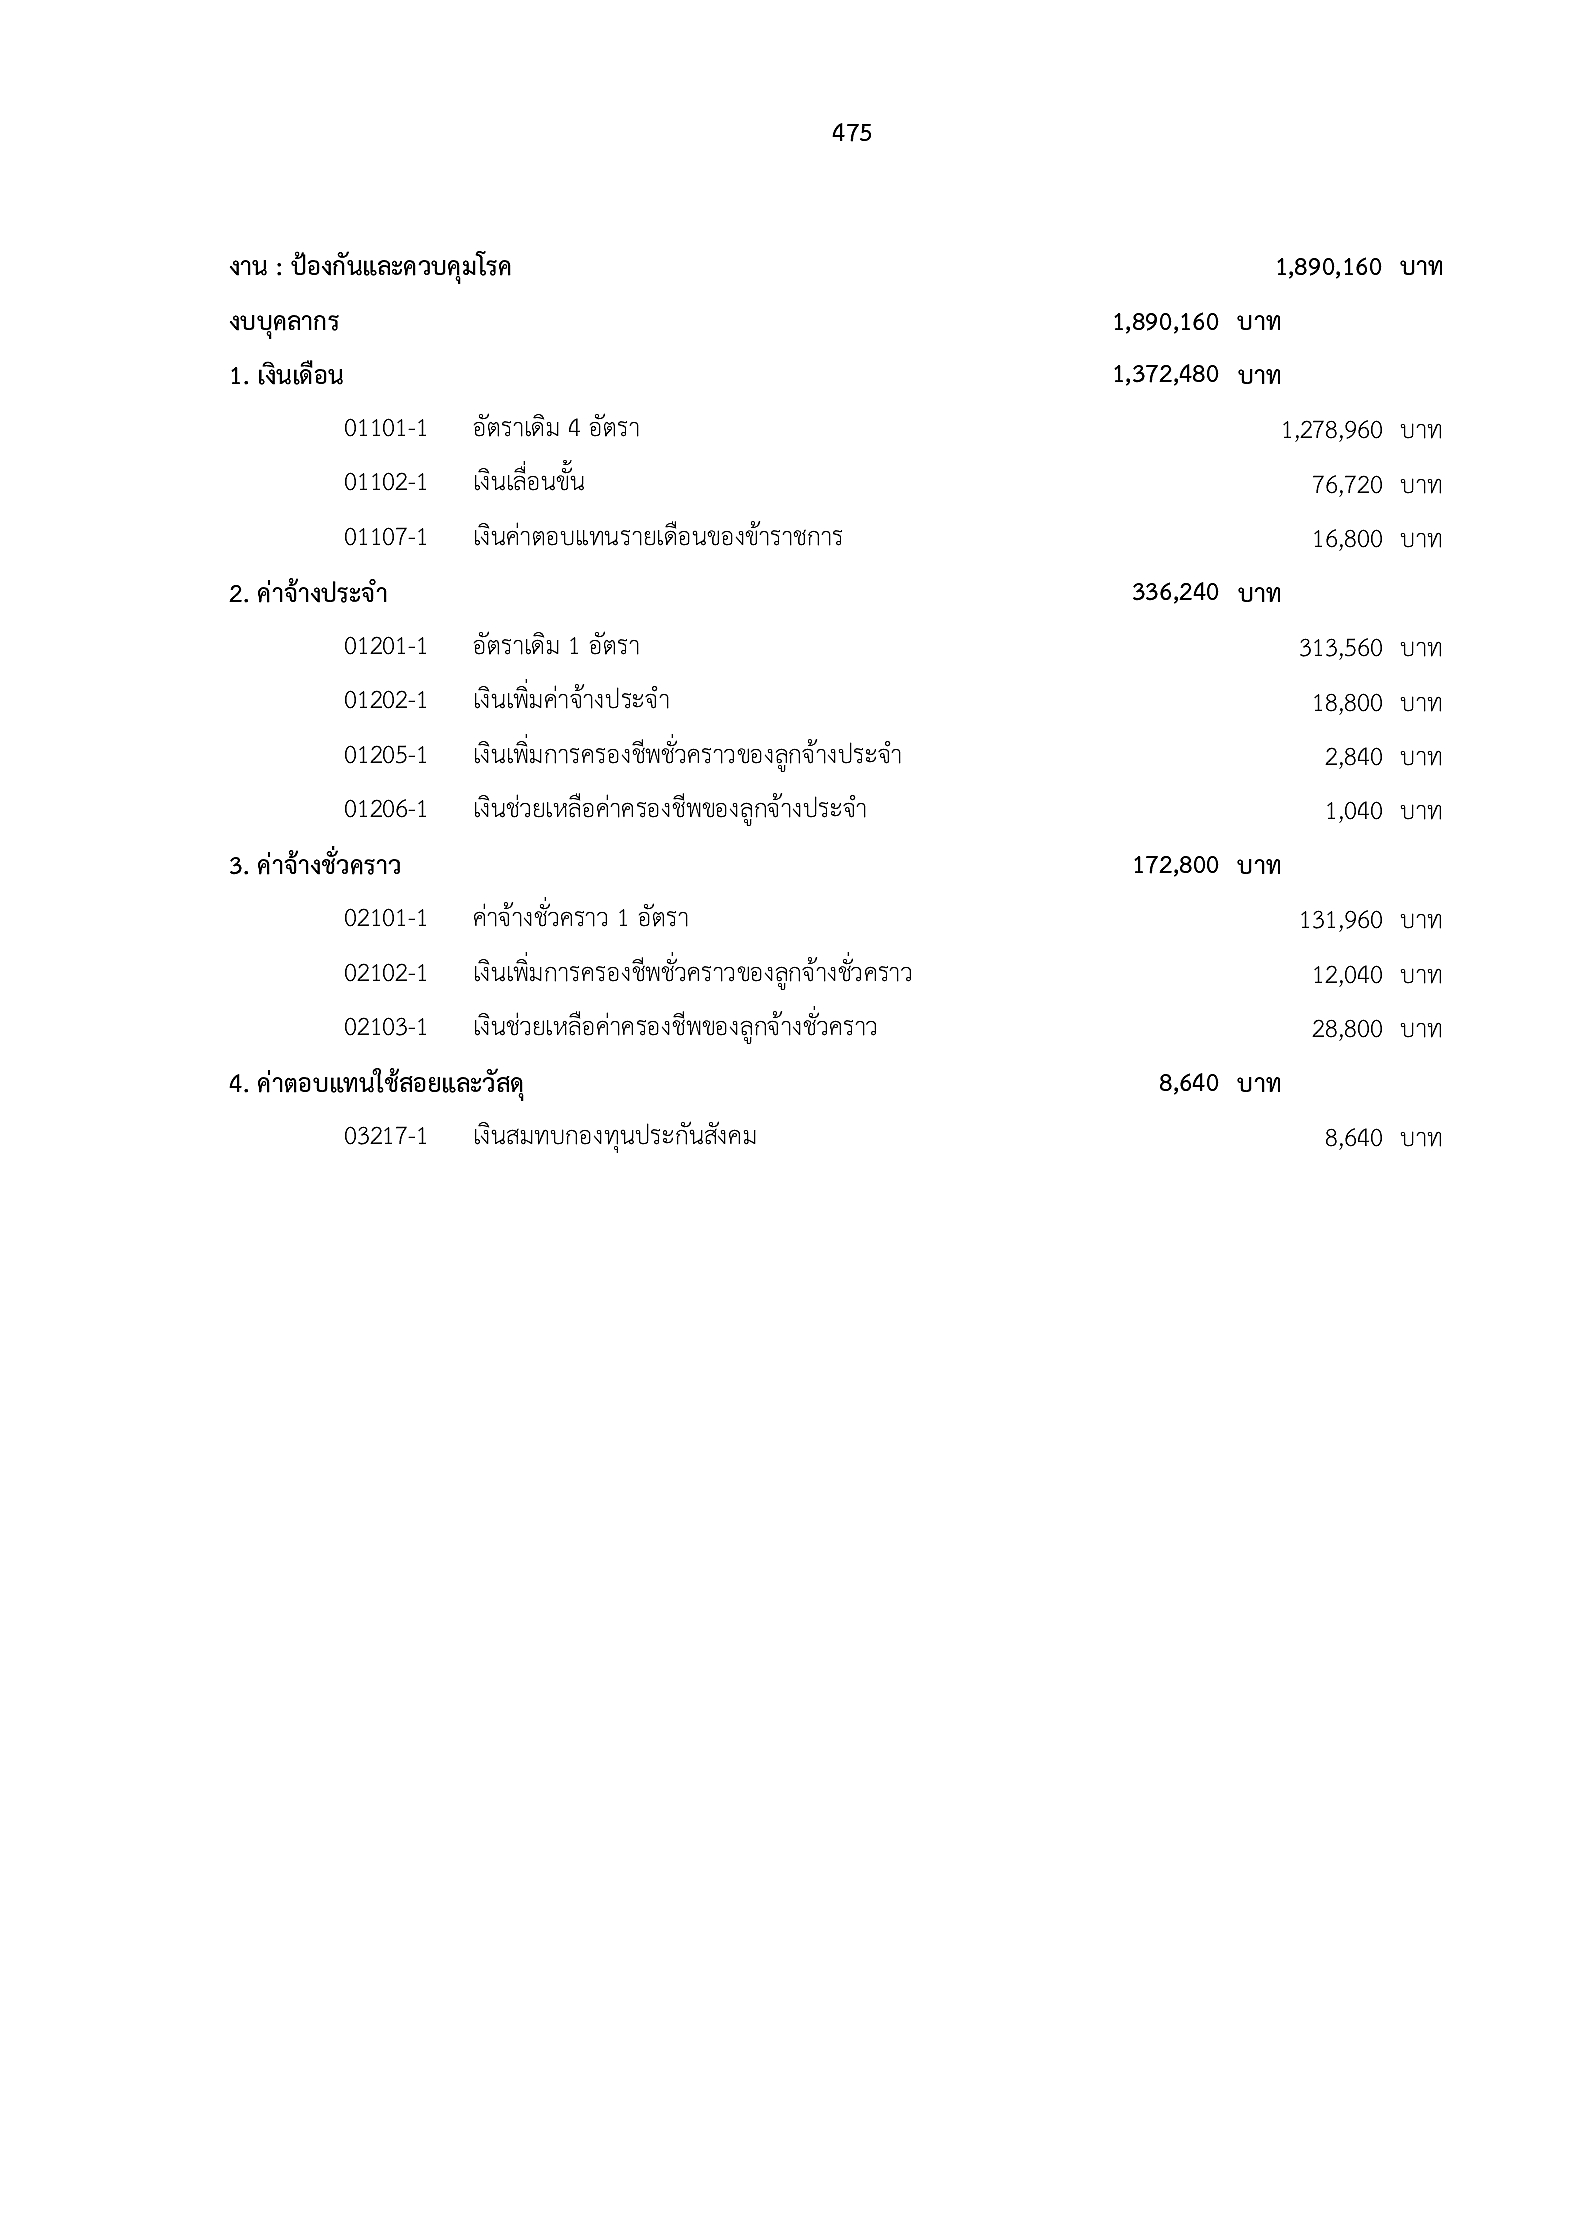 475
งาน : ป้องกันและควบคุมโรค 1,890,160 บาท
งบบุคลากร 1,890,160 บาท
1. เงินเดือน 1,372,480 บาท
01101-1 อัตราเดิม 4 อัตรา 1,278,960 บาท
01102-1 เงินเลื่อนขั้น 76,720 บาท
01107-1 เงินค่าตอบแทนรายเดือนของข้าราชการ 16,800 บาท
2. ค่าจ้างประจำ 336,240 บาท
01201-1 อัตราเดิม 1 อัตรา 313,560 บาท
01202-1 เงินเพิ่มค่าจ้างประจำ 18,800 บาท
01205-1 เงินเพิ่มการครองชีพชั่วคราวของลูกจ้างประจำ 2,840 บาท
01206-1 เงินช่วยเหลือค่าครองชีพของลูกจ้างประจำ 1,040 บาท
3. ค่าจ้างชั่วคราว 172,800 บาท
02101-1 ค่าจ้างชั่วคราว 1 อัตรา 131,960 บาท
02102-1 เงินเพิ่มการครองชีพชั่วคราวของลูกจ้างชั่วคราว 12,040 บาท
02103-1 เงินช่วยเหลือค่าครองชีพของลูกจ้างชั่วคราว 28,800 บาท
4. ค่าตอบแทนใช้สอยและวัสดุ 8,640 บาท
03217-1 เงินสมทบกองทุนประกันสังคม 8,640 บาท